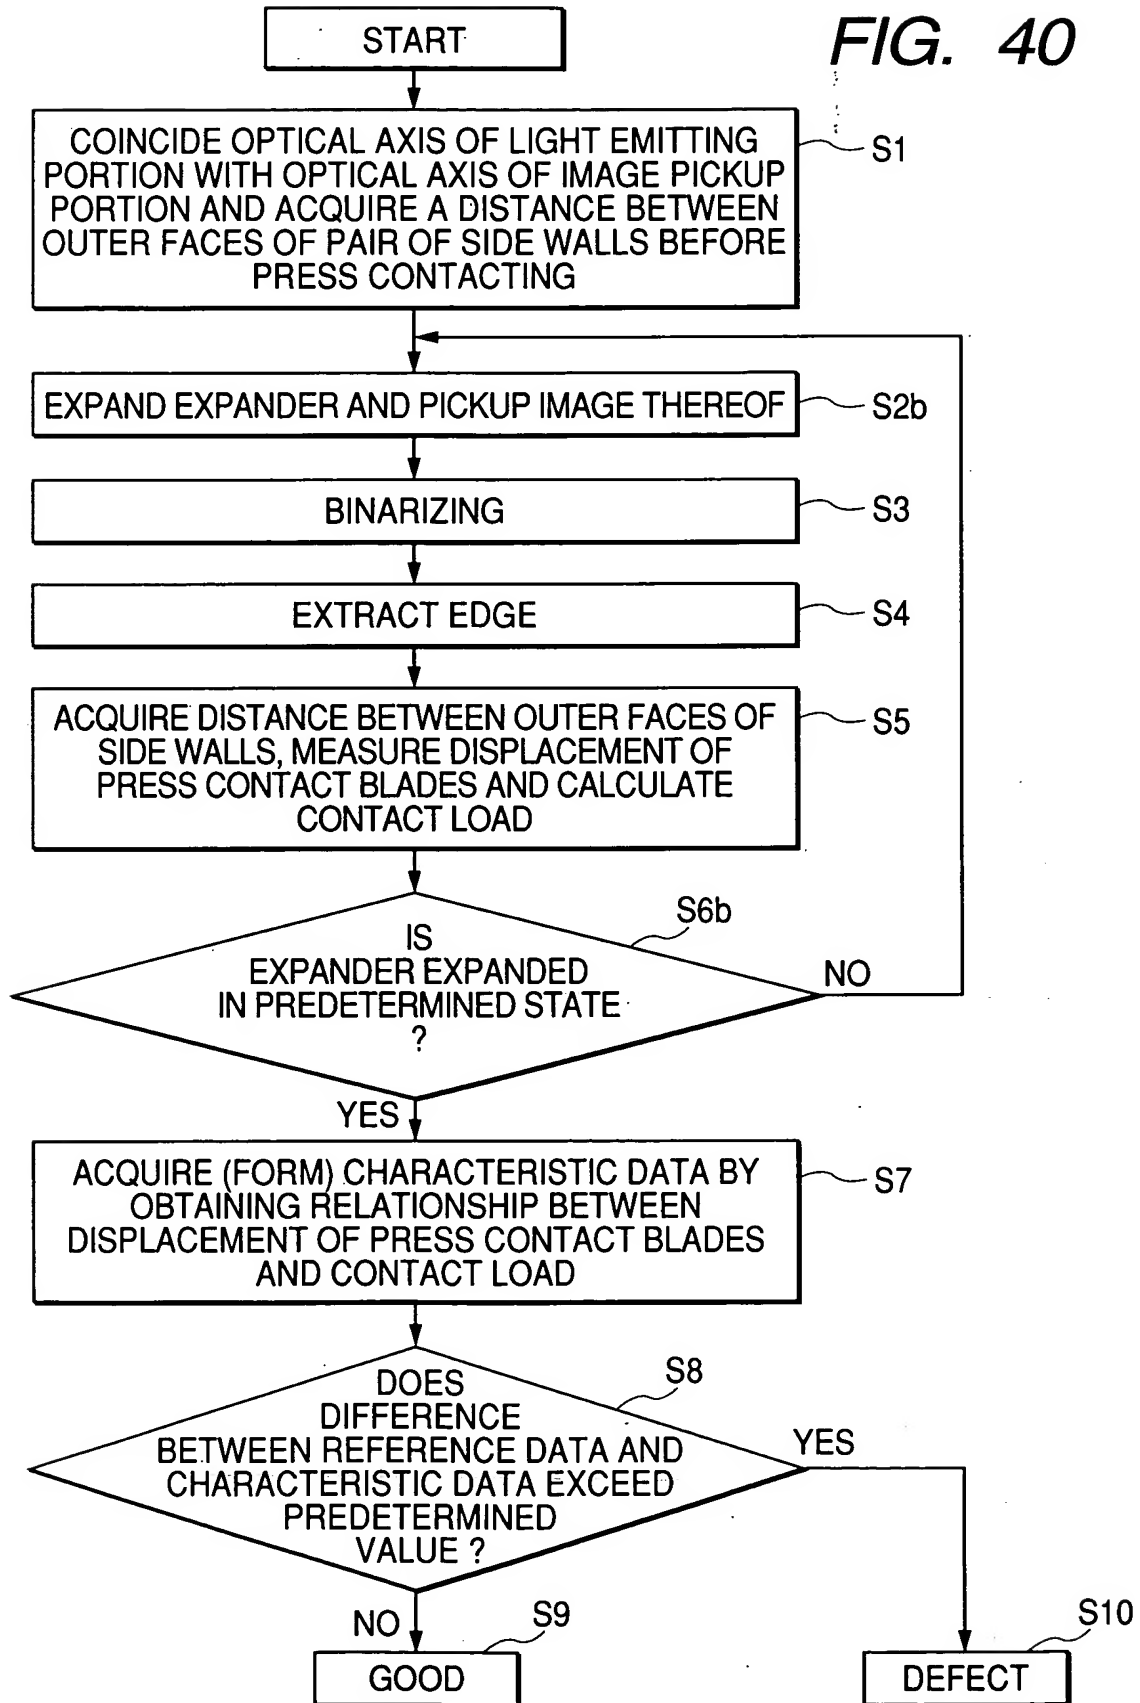 FIG. 40
START
COINCIDE OPTICAL AXIS OF LIGHT EMITTING
PORTION WITH OPTICAL AXIS OF IMAGE PICKUP
PORTION AND ACQUIRE A DISTANCE BETWEEN
OUTER FACES OF PAIR OF SIDE WALLS BEFORE
PRESS CONTACTING
S1
EXPAND EXPANDER AND PICKUP IMAGE THEREOF
S2b
BINARIZING
S3
EXTRACT EDGE
S4
ACQUIRE DISTANCE BETWEEN OUTER FACES OF
SIDE WALLS, MEASURE DISPLACEMENT OF
PRESS CONTACT BLADES AND CALCULATE
CONTACT LOAD
S5
IS
EXPANDER EXPANDED
IN PREDETERMINED STATE
?
S6b
NO
YES
ACQUIRE (FORM) CHARACTERISTIC DATA BY
OBTAINING RELATIONSHIP BETWEEN
DISPLACEMENT OF PRESS CONTACT BLADES
AND CONTACT LOAD
S7
DOES
DIFFERENCE
BETWEEN REFERENCE DATA AND
CHARACTERISTIC DATA EXCEED
PREDETERMINED
VALUE ?
S8
YES
NO
S9
GOOD
S10
DEFECT